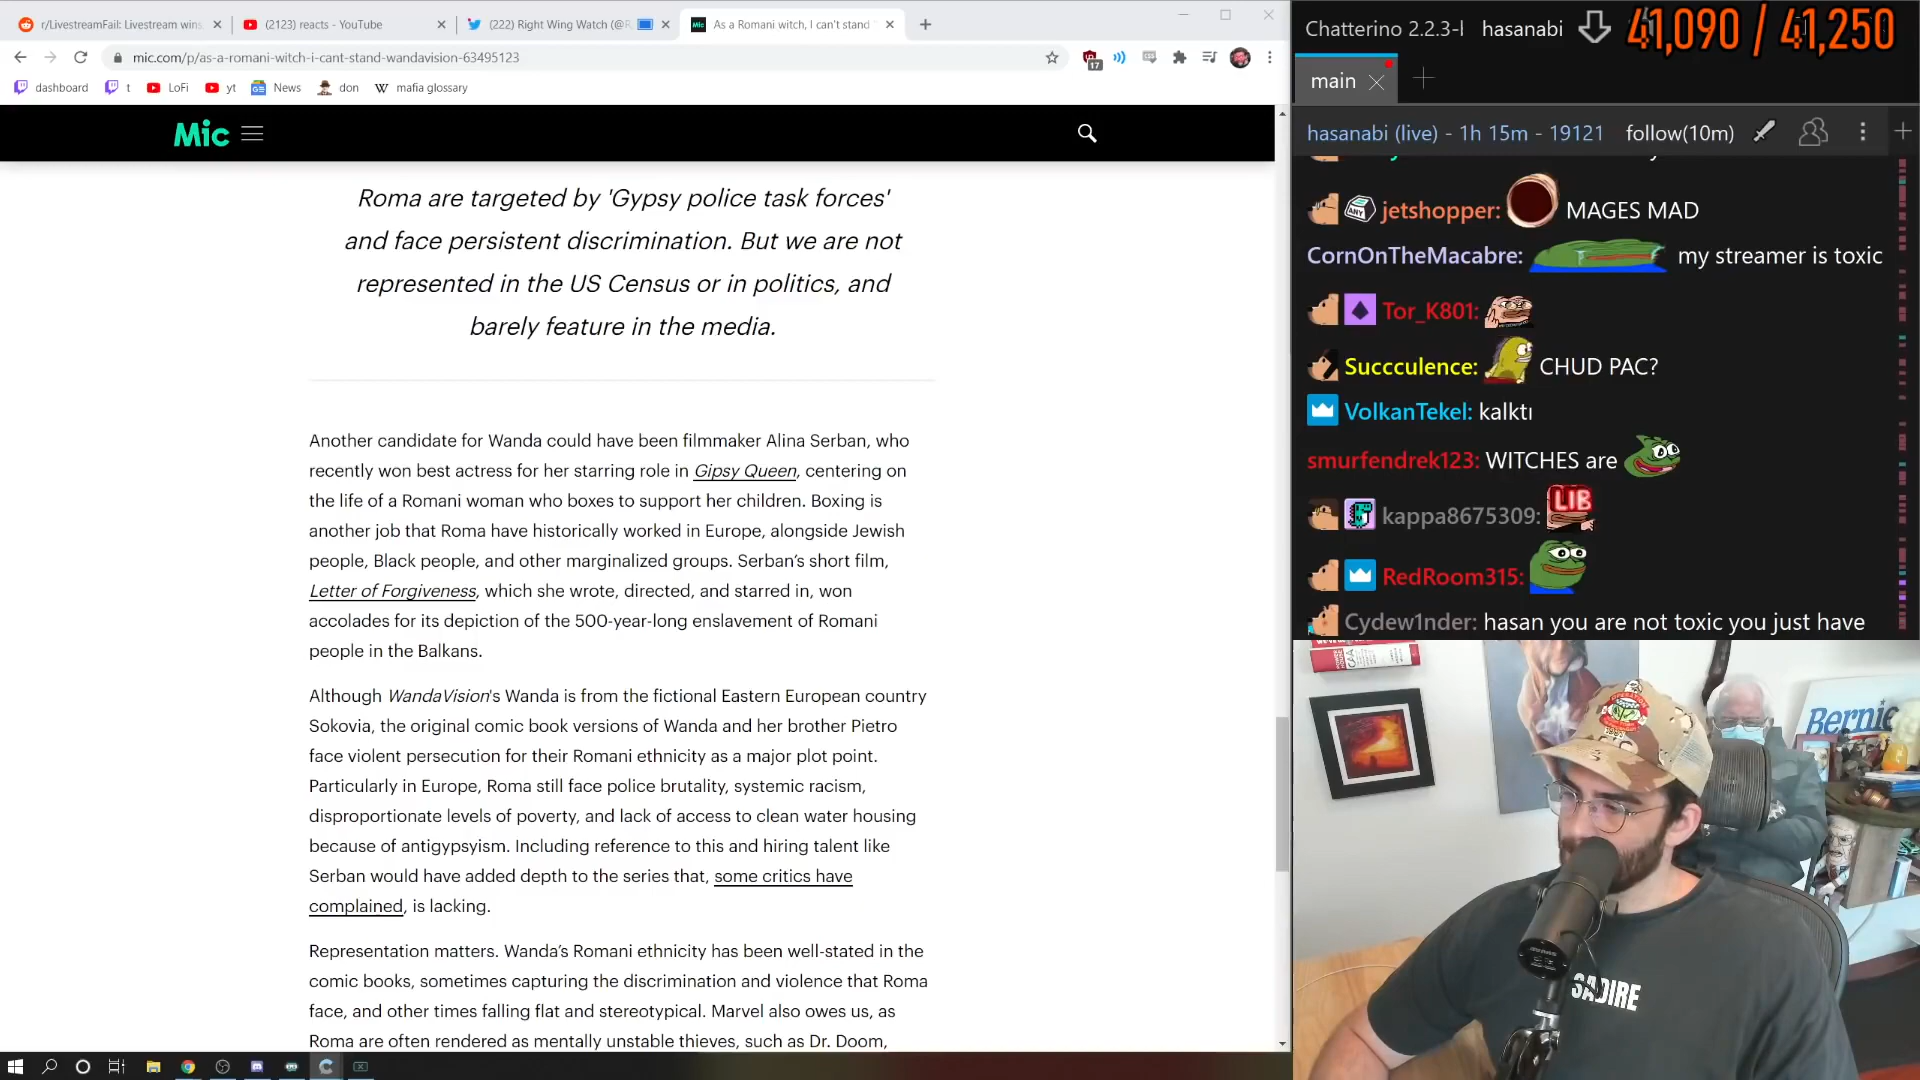 r/LivestreamFail: Livestream wins
(2123) reacts - YouTube
(222) Right Wing Watch (@R
As a Romani witch, I can't stand
mic.com/p/as-a-romani-witch-i-cant-stand-wandavision-63495123
17
dashboard
t
LoFi
yt
News
don
mafia glossary
Mic
Roma are targeted by 'Gypsy police task forces'
and face persistent discrimination. But we are not
represented in the US Census or in politics, and
barely feature in the media.
Another candidate for Wanda could have been filmmaker Alina Serban, who
recently won best actress for her starring role in Gipsy Queen, centering on
the life of a Romani woman who boxes to support her children. Boxing is
another job that Roma have historically worked in Europe, alongside Jewish
people, Black people, and other marginalized groups. Serban's short film,
Letter of Forgiveness, which she wrote, directed, and starred in, won
accolades for its depiction of the 500-year-long enslavement of Romani
people in the Balkans.
Although WandaVision's Wanda is from the fictional Eastern European country
Sokovia, the original comic book versions of Wanda and her brother Pietro
face violent persecution for their Romani ethnicity as a major plot point.
Particularly in Europe, Roma still face police brutality, systemic racism,
disproportionate levels of poverty, and lack of access to clean water housing
because of antigypsyism. Including reference to this and hiring talent like
Serban would have added depth to the series that, some critics have
complained, is lacking.
Representation matters. Wanda's Romani ethnicity has been well-stated in the
comic books, sometimes capturing the discrimination and violence that Roma
face, and other times falling flat and stereotypical. Marvel also owes us, as
Roma are often rendered as mentally unstable thieves, such as Dr. Doom,
Chatterino 2.2.3-l
hasanabi
41,090 / 41,250
main
hasanabi (live) - 1h 15m - 19121
follow(10m)
jetshopper: MAGES MAD
CornOnTheMacabre: my streamer is toxic
Tor_K801:
Succculence: CHUD PAC?
VolkanTekel: kalktı
smurfendrek123: WITCHES are
kappa8675309: LIB
RedRoom315:
Cydew1nder: hasan you are not toxic you just have
Bernie
SADIRE